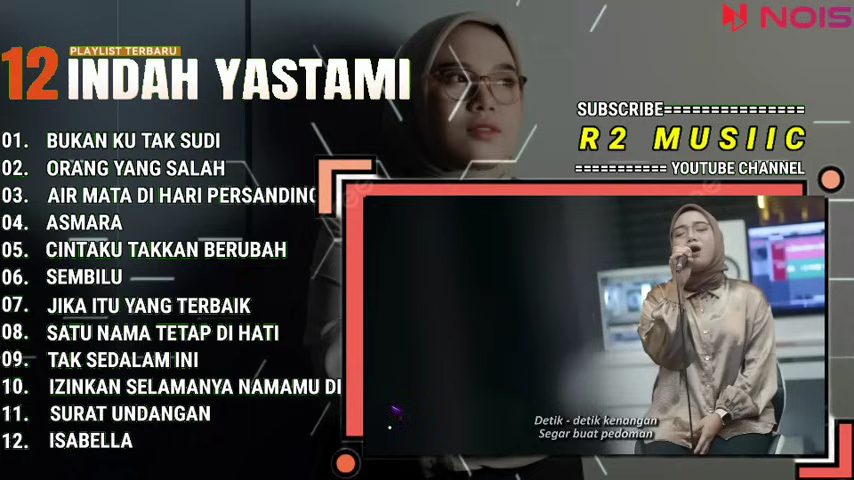 NOIS
PLAYLIST TERBARU
12 INDAH YASTAMI
SUBSCRIBE================
R2 MUSIIC
=========== YOUTUBE CHANNEL
01. BUKAN KU TAK SUDI
02. ORANG YANG SALAH
03. AIR MATA DI HARI PERSANDING
04. ASMARA
05. CINTAKU TAKKAN BERUBAH
06. SEMBILU
07. JIKA ITU YANG TERBAIK
08. SATU NAMA TETAP DI HATI
09. TAK SEDALAM INI
10. IZINKAN SELAMANYA NAMAMU DI
11. SURAT UNDANGAN
12. ISABELLA
Detik - detik kenangan
Segar buat pedoman